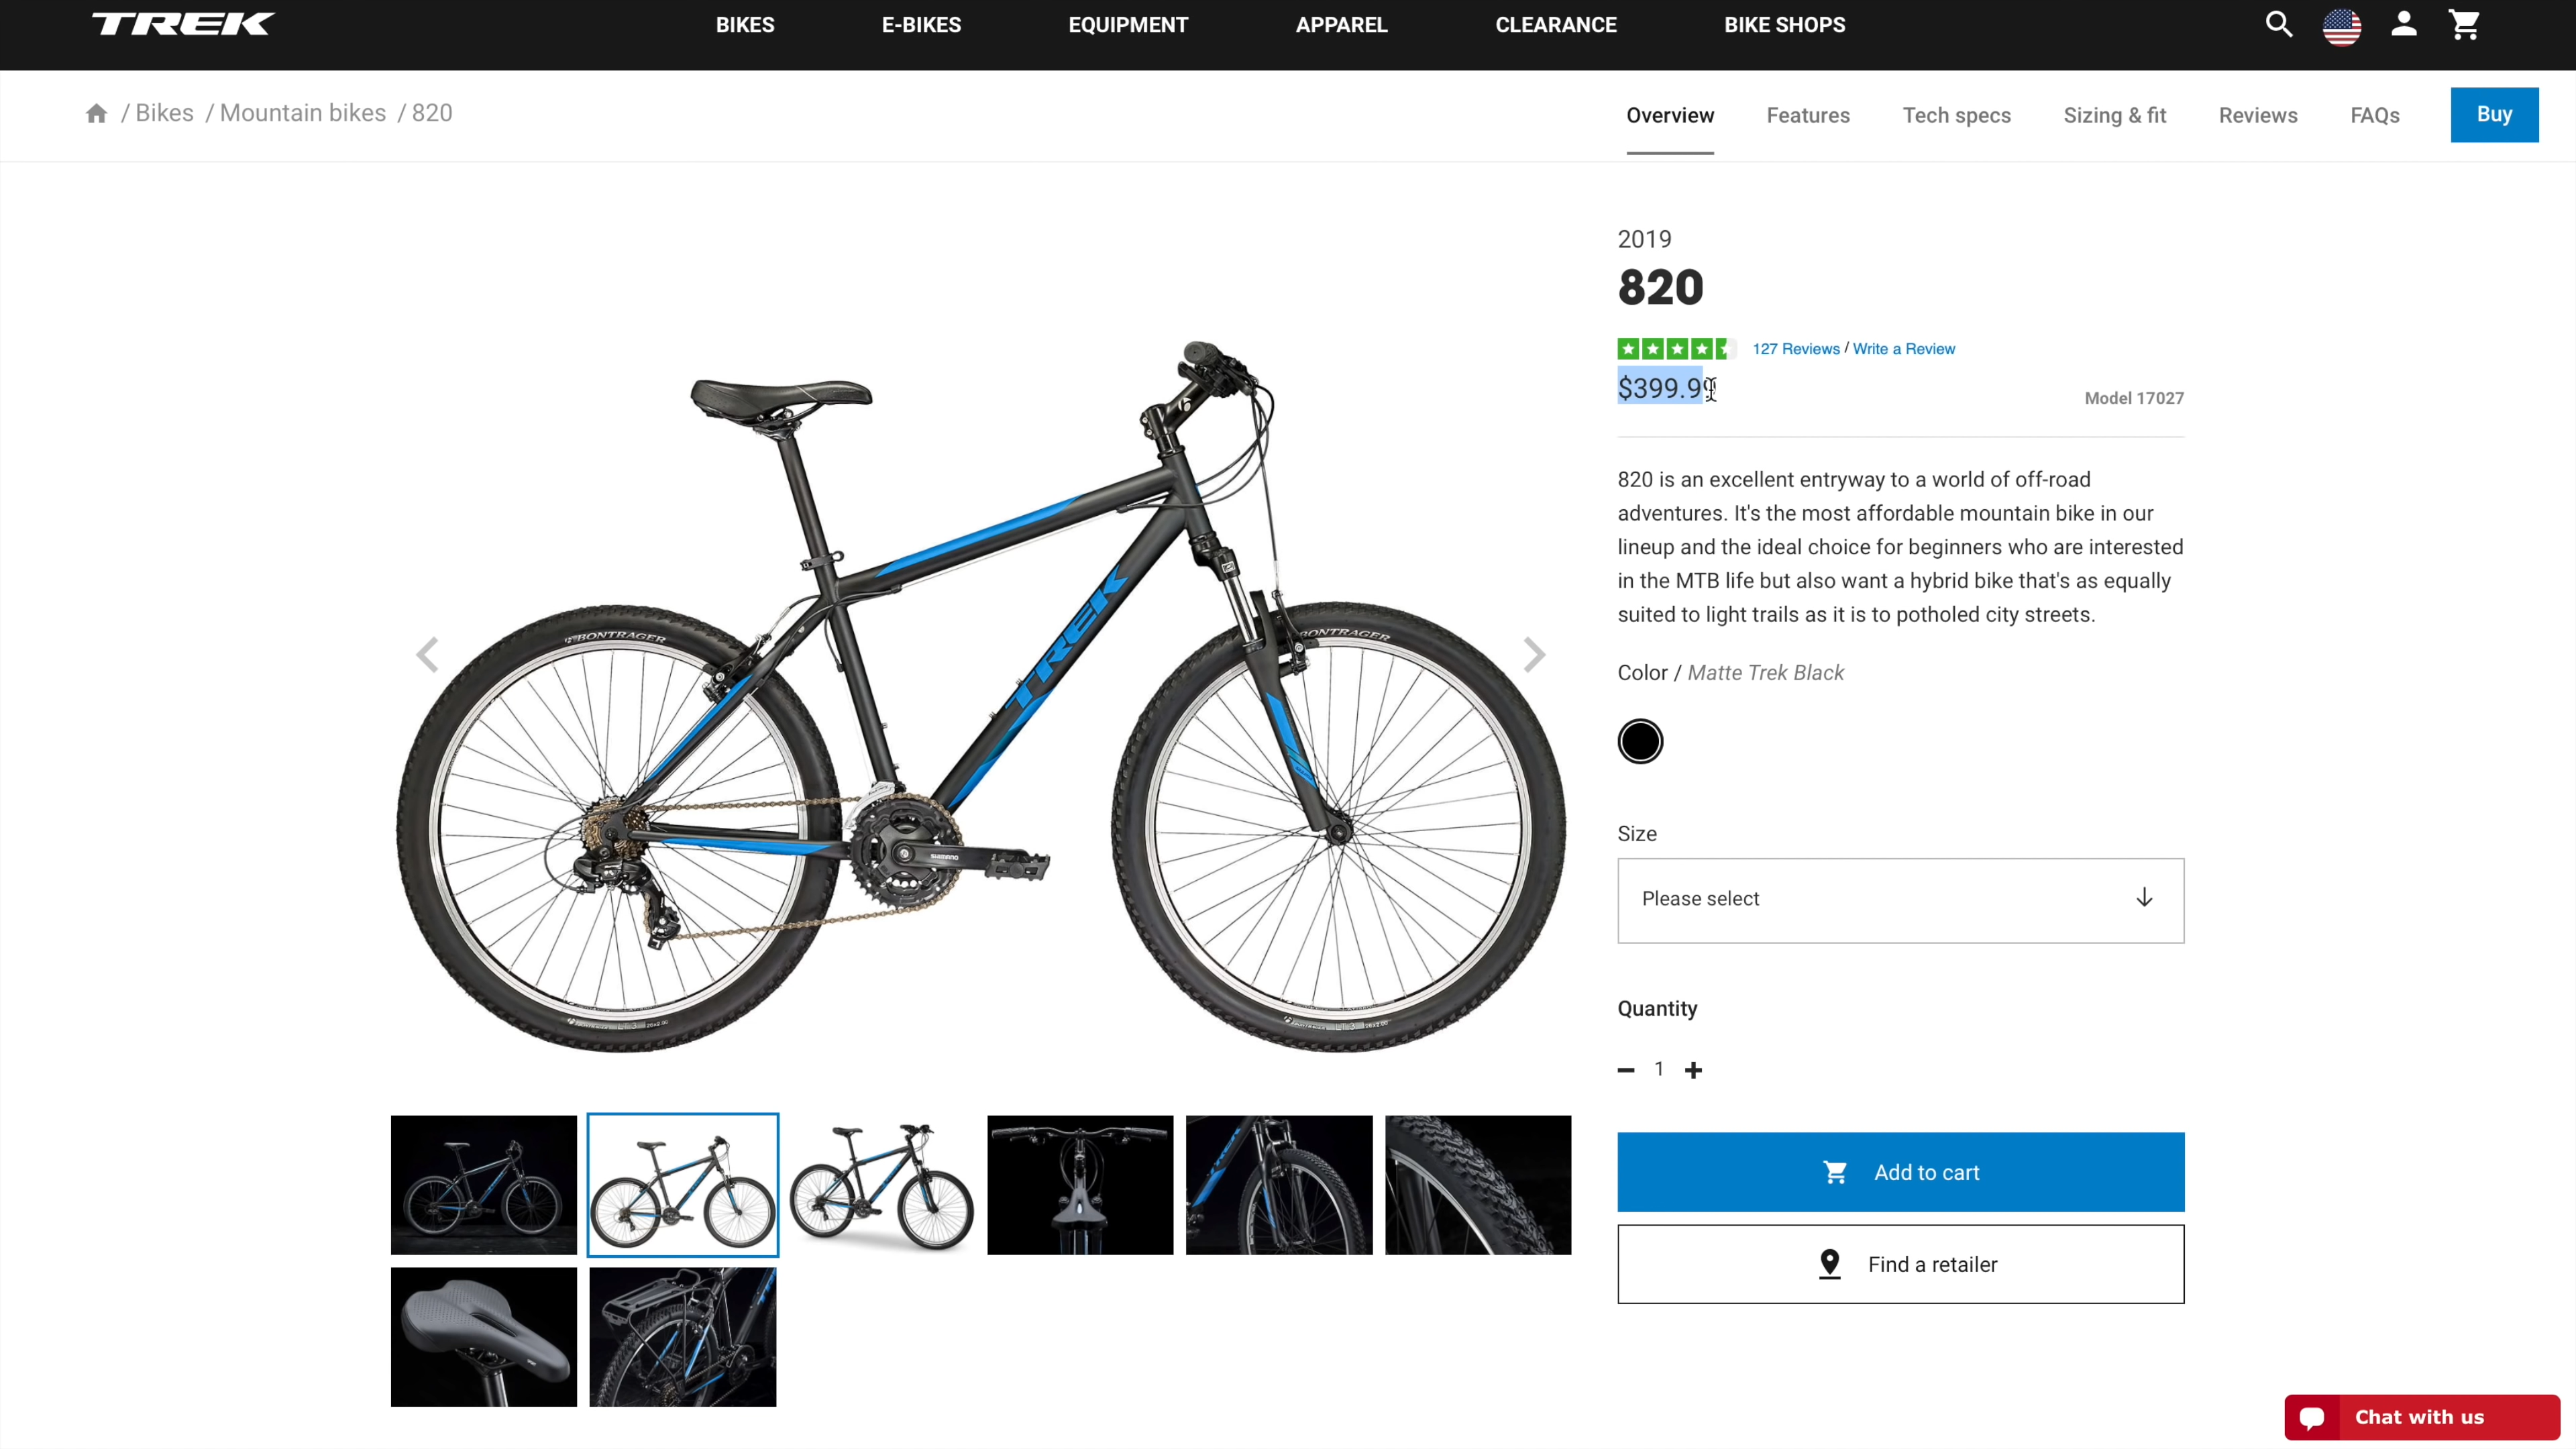 TREK
BIKES
E-BIKES
EQUIPMENT
APPAREL
CLEARANCE
BIKE SHOPS
/ Bikes / Mountain bikes / 820
Overview
Features
Tech specs
Sizing & fit
Reviews
FAQs
Buy
2019
820
127 Reviews / Write a Review
$399.99
Model 17027
820 is an excellent entryway to a world of off-road
adventures. It's the most affordable mountain bike in our
lineup and the ideal choice for beginners who are interested
in the MTB life but also want a hybrid bike that's as equally
suited to light trails as it is to potholed city streets.
Color / Matte Trek Black
Size
Please select
Quantity
1
Add to cart
Find a retailer
Chat with us
TREK
BONTRAGER
BONTRAGER
SHIMANO